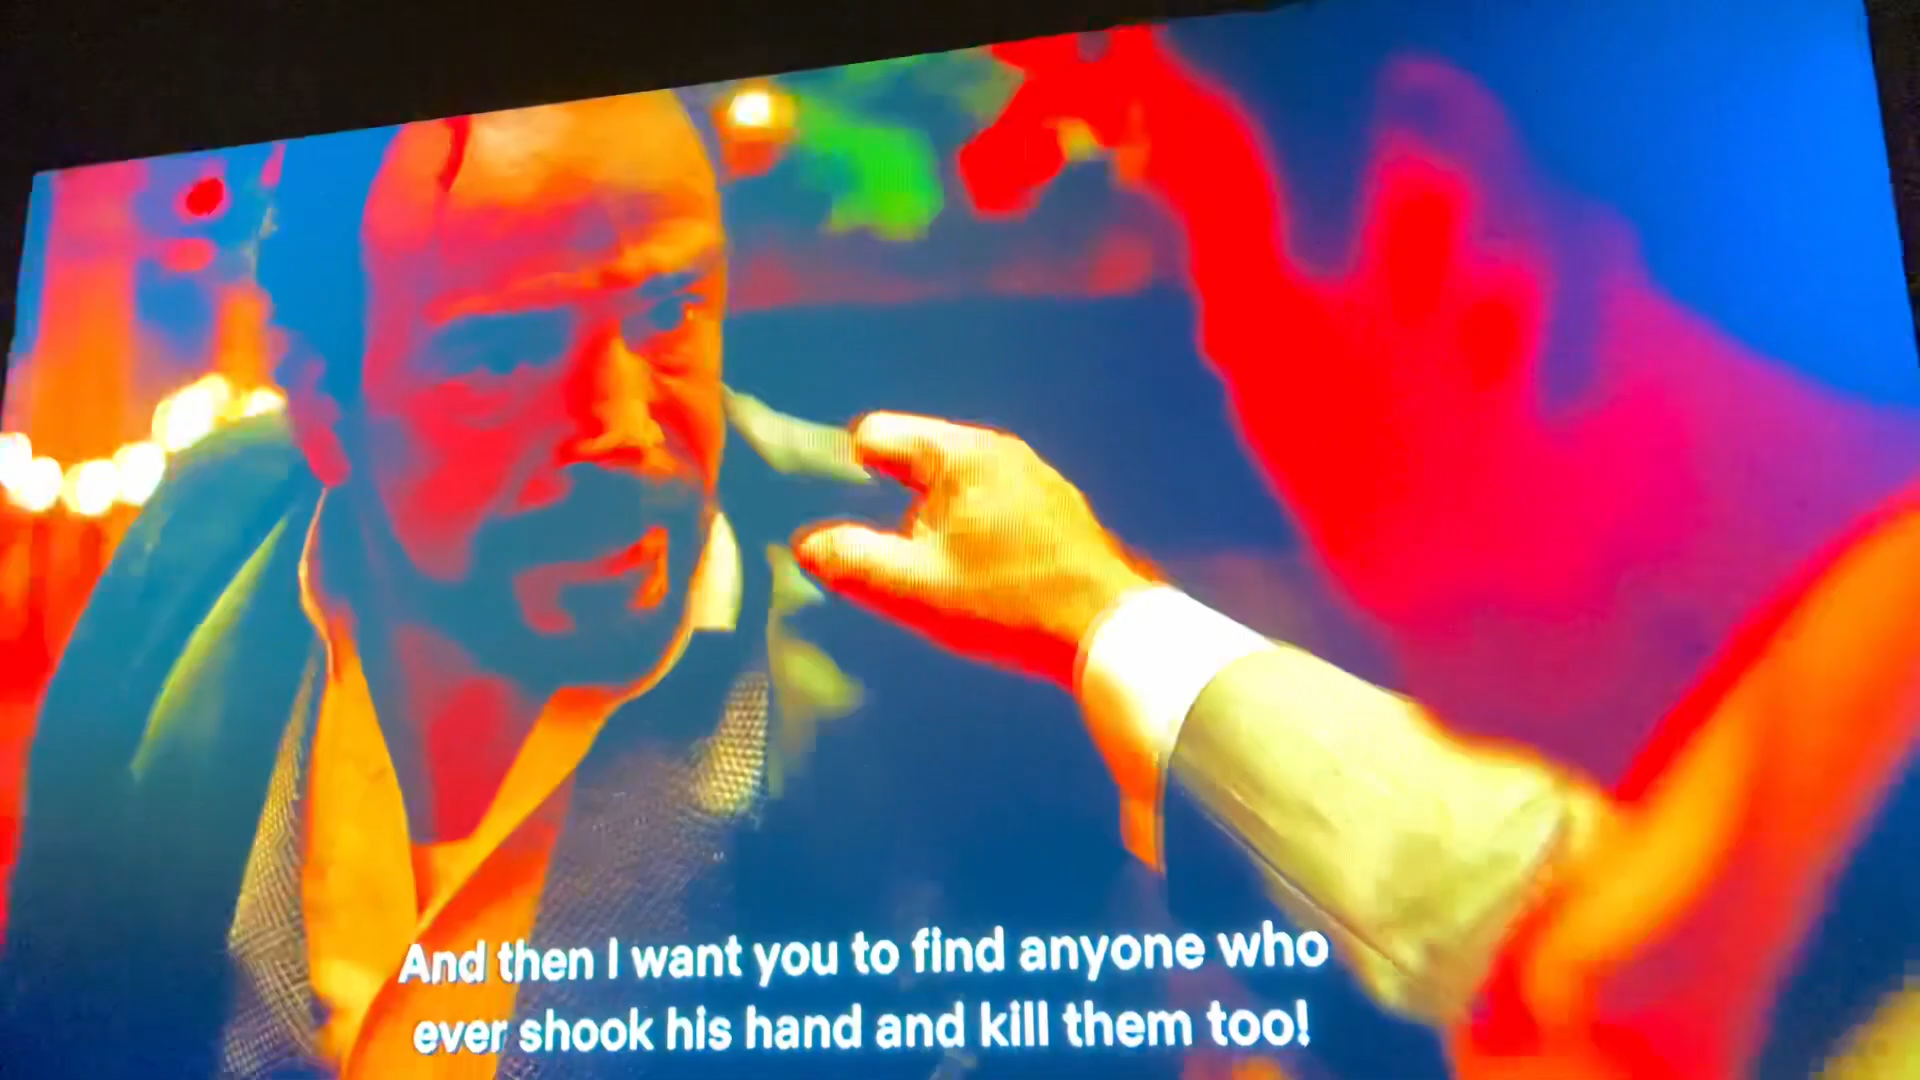 And then I want you to find anyone who
ever shook his hand and kill them too!